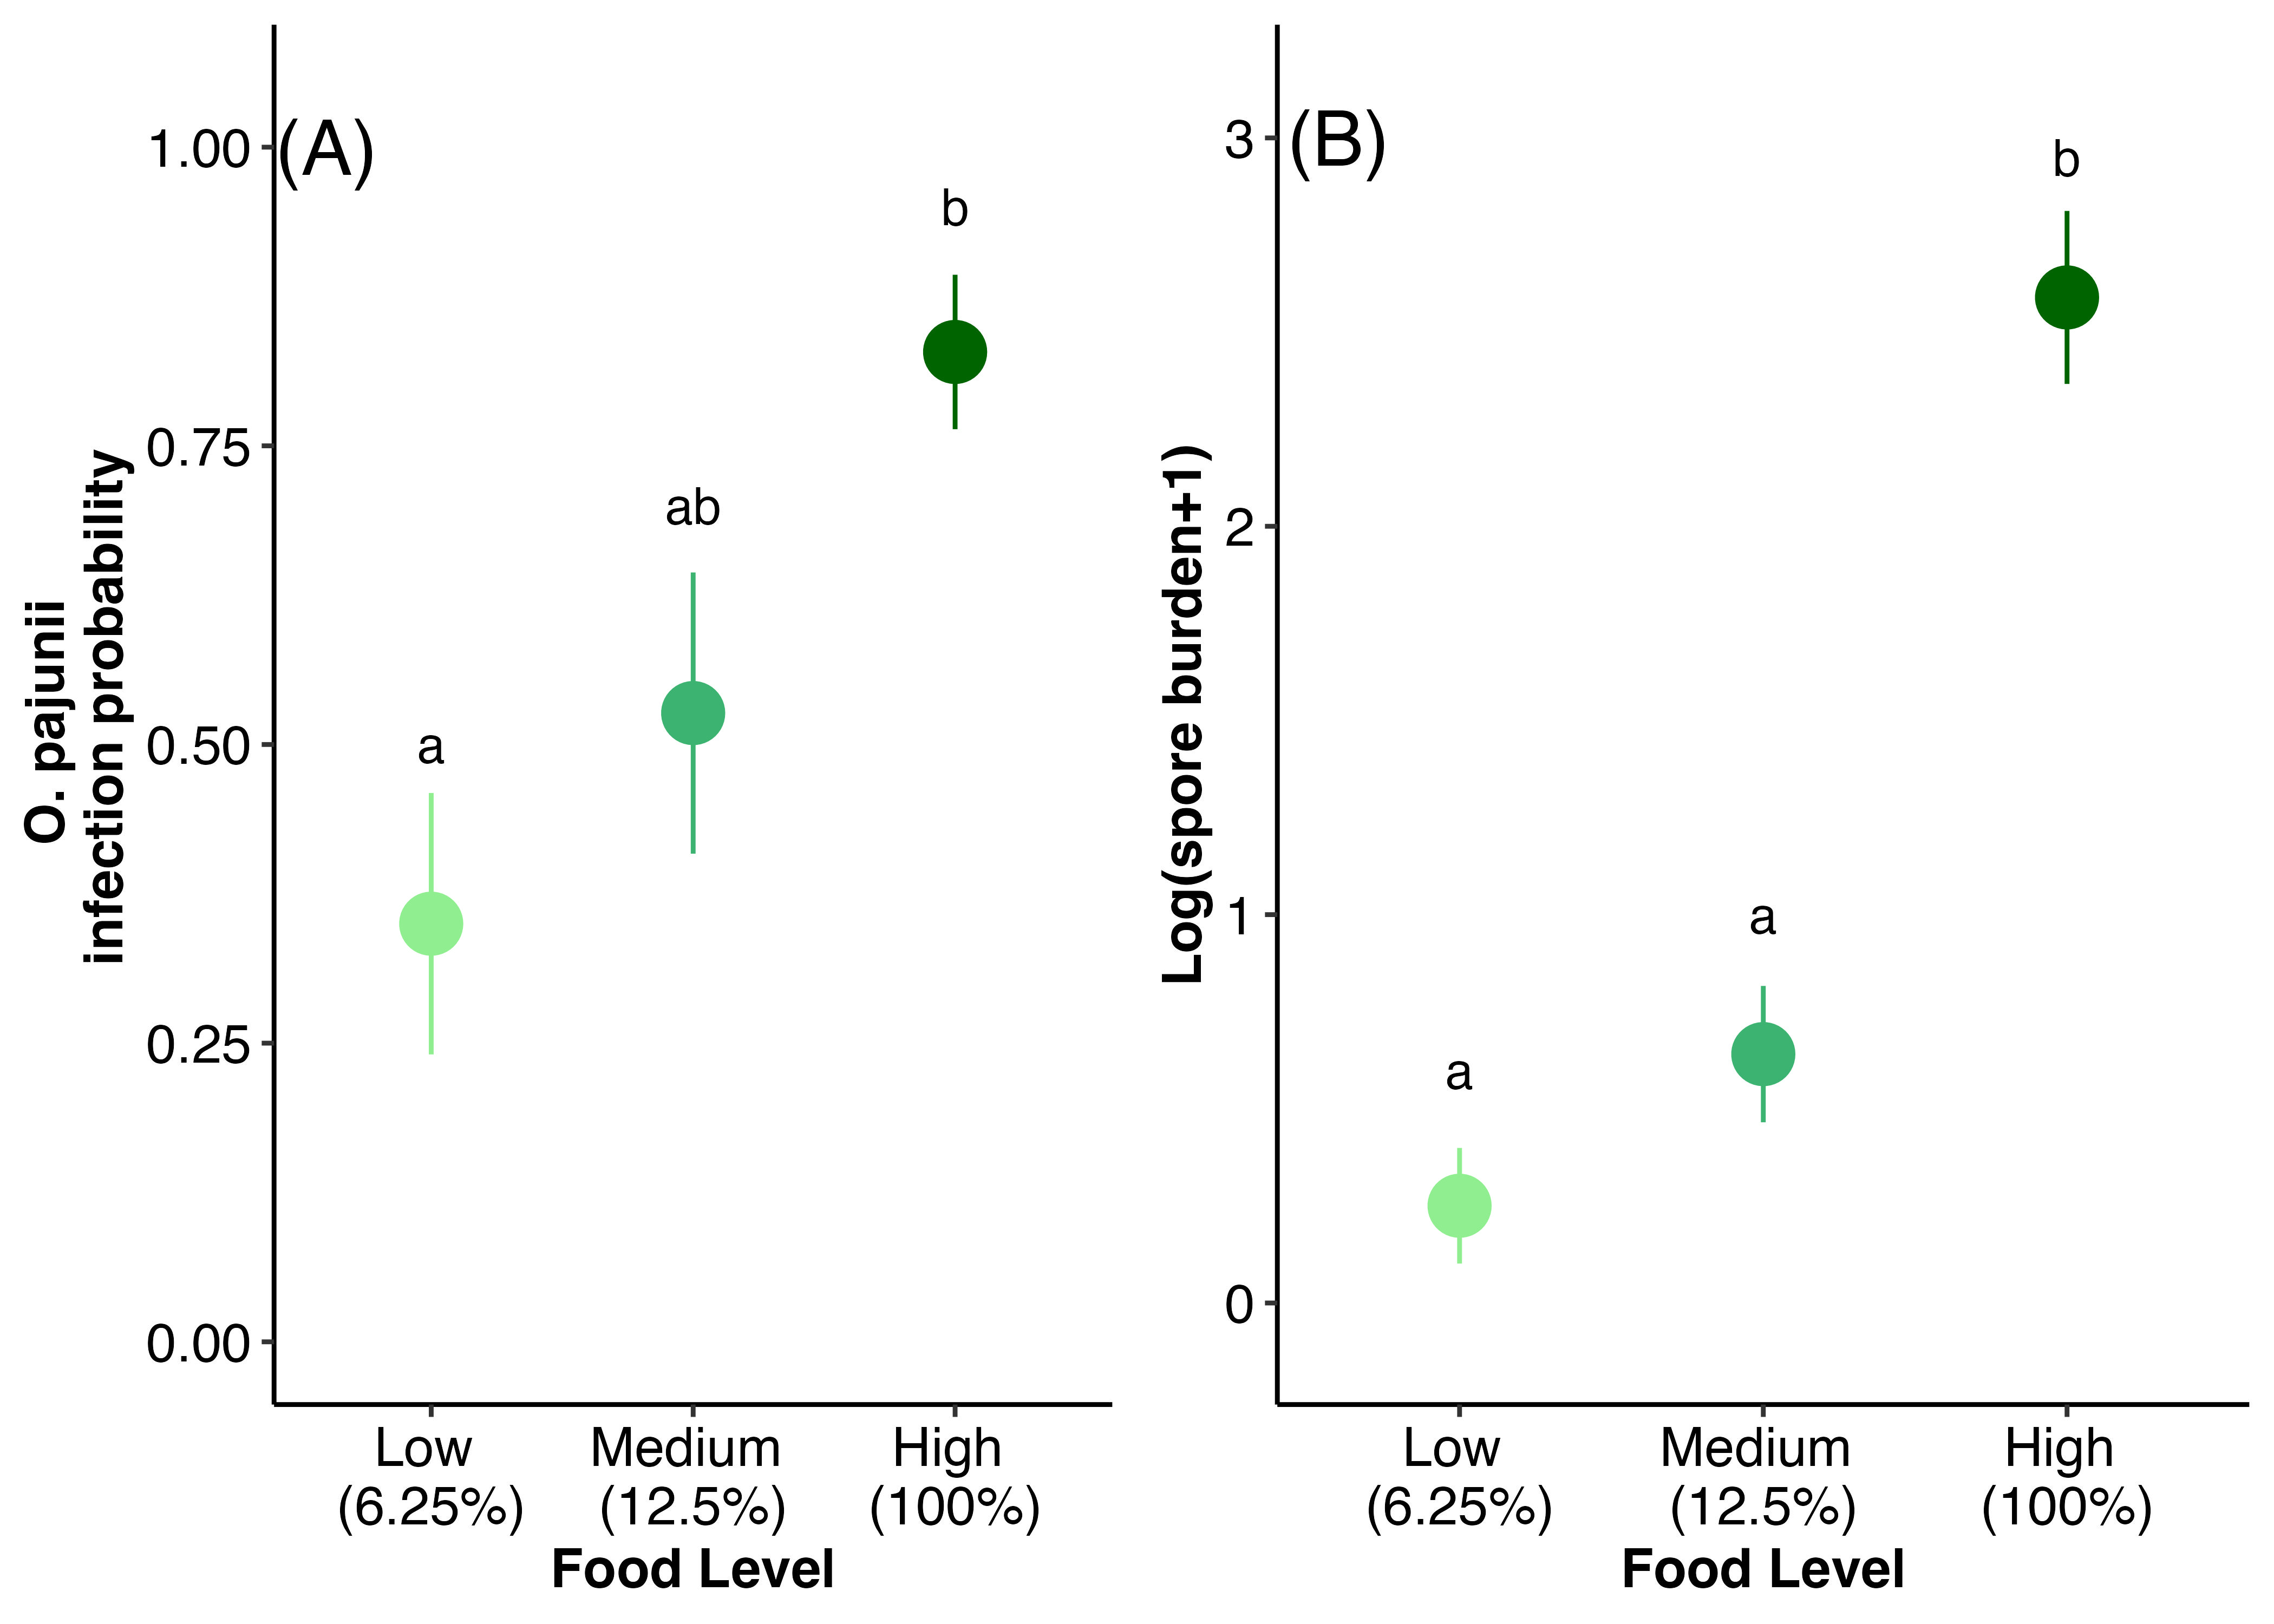 (A)
O. pajunii
infection probability
1.00
0.75
0.50
0.25
0.00
a
ab
b
Low
(6.25%)
Medium
(12.5%)
High
(100%)
Food Level
(B)
Log(spore burden+1)
3
2
1
0
a
a
b
Low
(6.25%)
Medium
(12.5%)
High
(100%)
Food Level